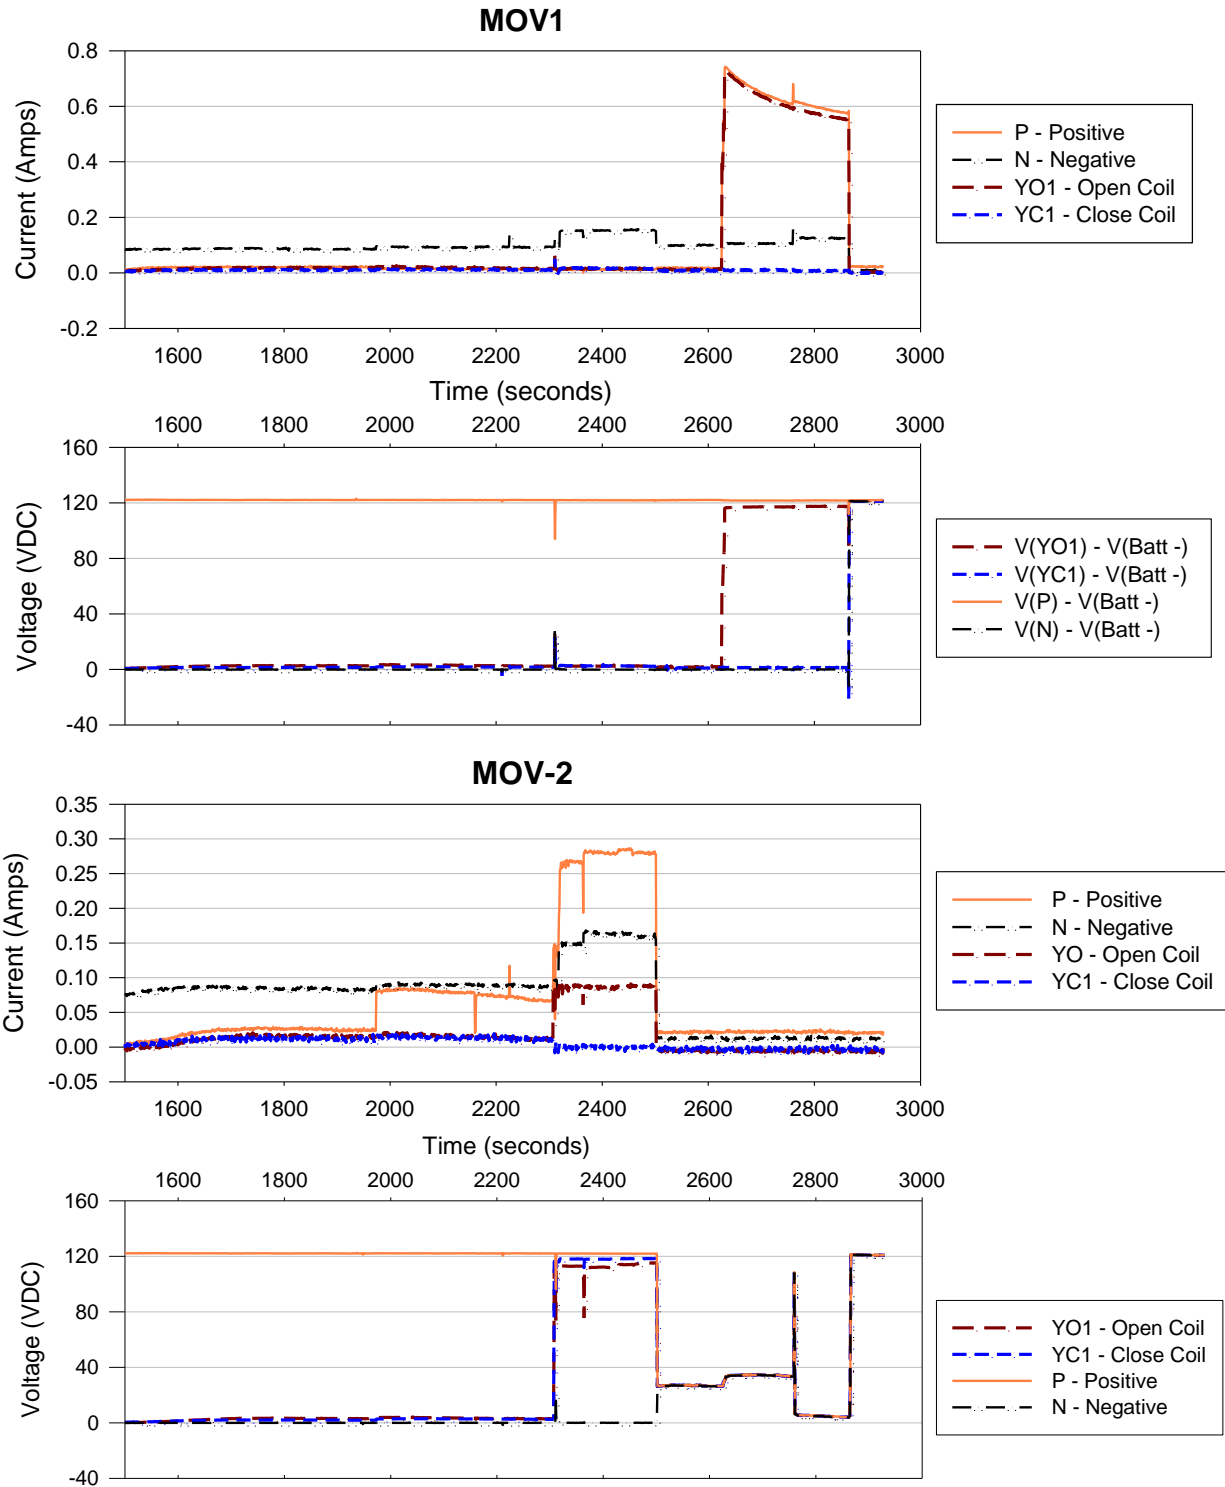 MOV1
Current (Amps)
0.8
0.6
0.4
0.2
0.0
-0.2
1600 1800 2000 2200 2400 2600 2800 3000
Time (seconds)
P - Positive
N - Negative
YO1 - Open Coil
YC1 - Close Coil
1600 1800 2000 2200 2400 2600 2800 3000
Voltage (VDC)
160
120
80
40
0
-40
V(YO1) - V(Batt -)
V(YC1) - V(Batt -)
V(P) - V(Batt -)
V(N) - V(Batt -)
MOV-2
Current (Amps)
0.35
0.30
0.25
0.20
0.15
0.10
0.05
0.00
-0.05
1600 1800 2000 2200 2400 2600 2800 3000
Time (seconds)
P - Positive
N - Negative
YO - Open Coil
YC1 - Close Coil
1600 1800 2000 2200 2400 2600 2800 3000
Voltage (VDC)
160
120
80
40
0
-40
YO1 - Open Coil
YC1 - Close Coil
P - Positive
N - Negative